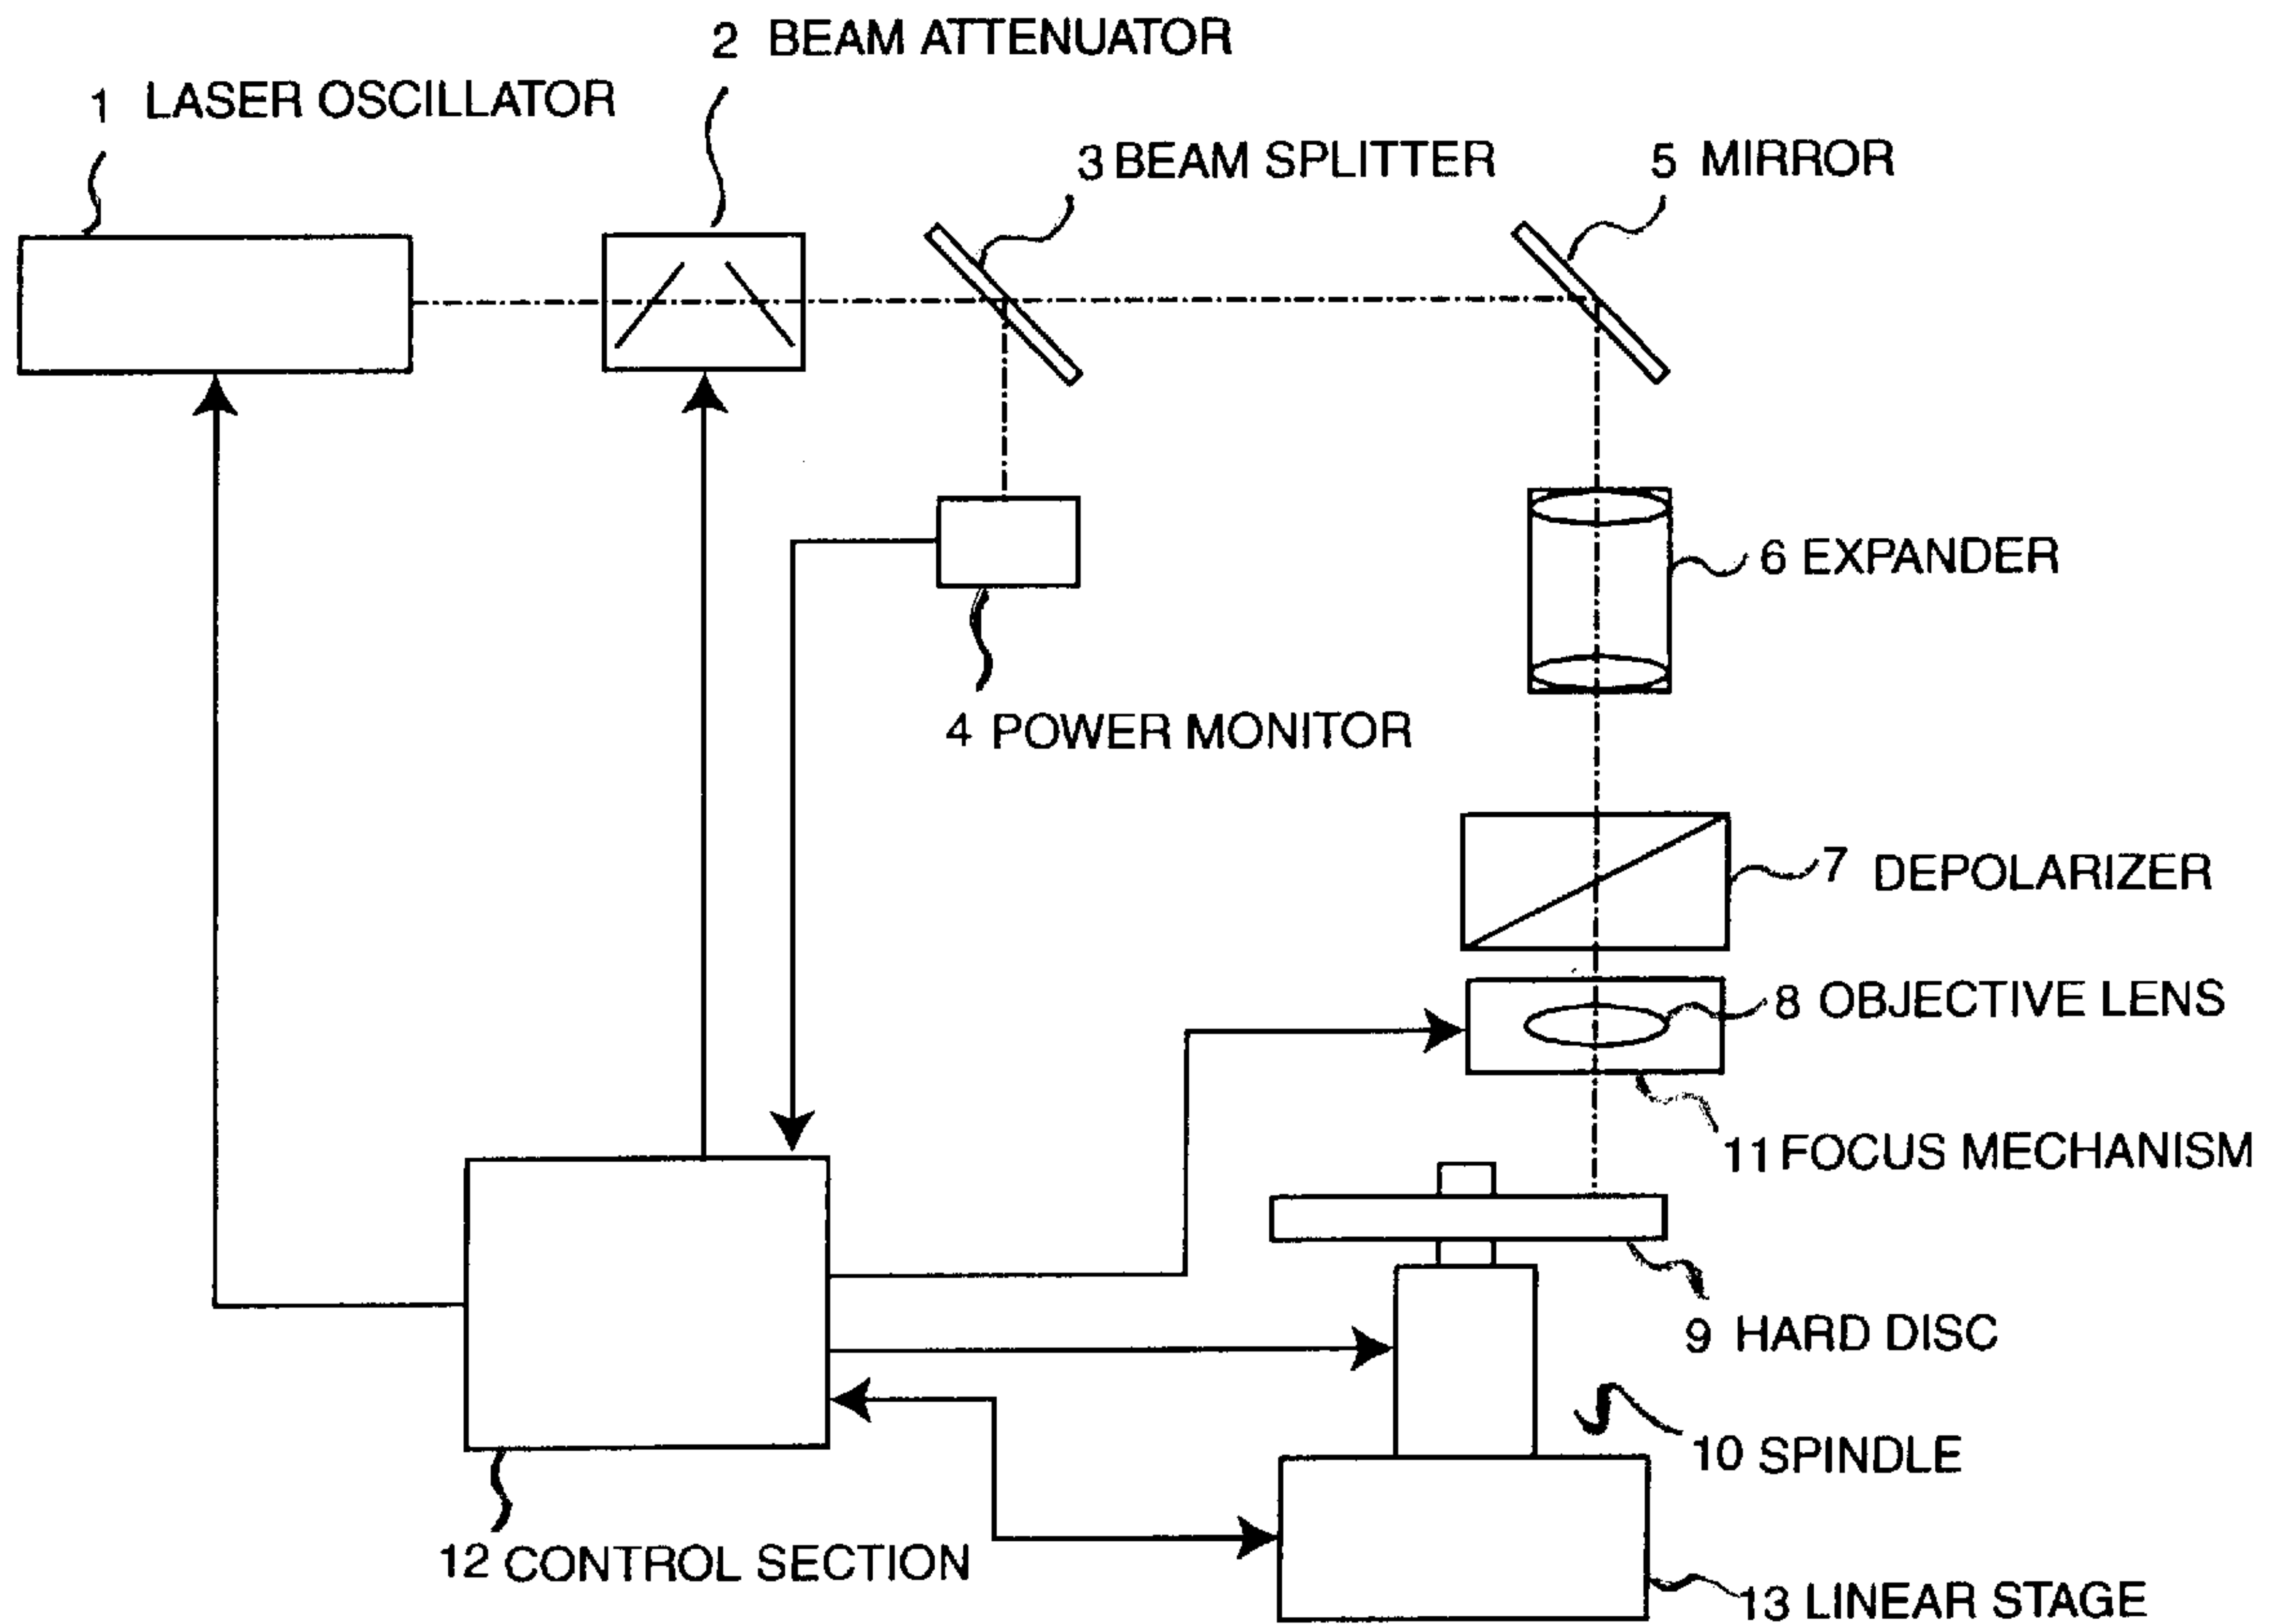 2 BEAM ATTENUATOR
1 LASER OSCILLATOR
3 BEAM SPLITTER
5 MIRROR
6 EXPANDER
4 POWER MONITOR
7 DEPOLARIZER
8 OBJECTIVE LENS
11 FOCUS MECHANISM
9 HARD DISC
10 SPINDLE
12 CONTROL SECTION
13 LINEAR STAGE